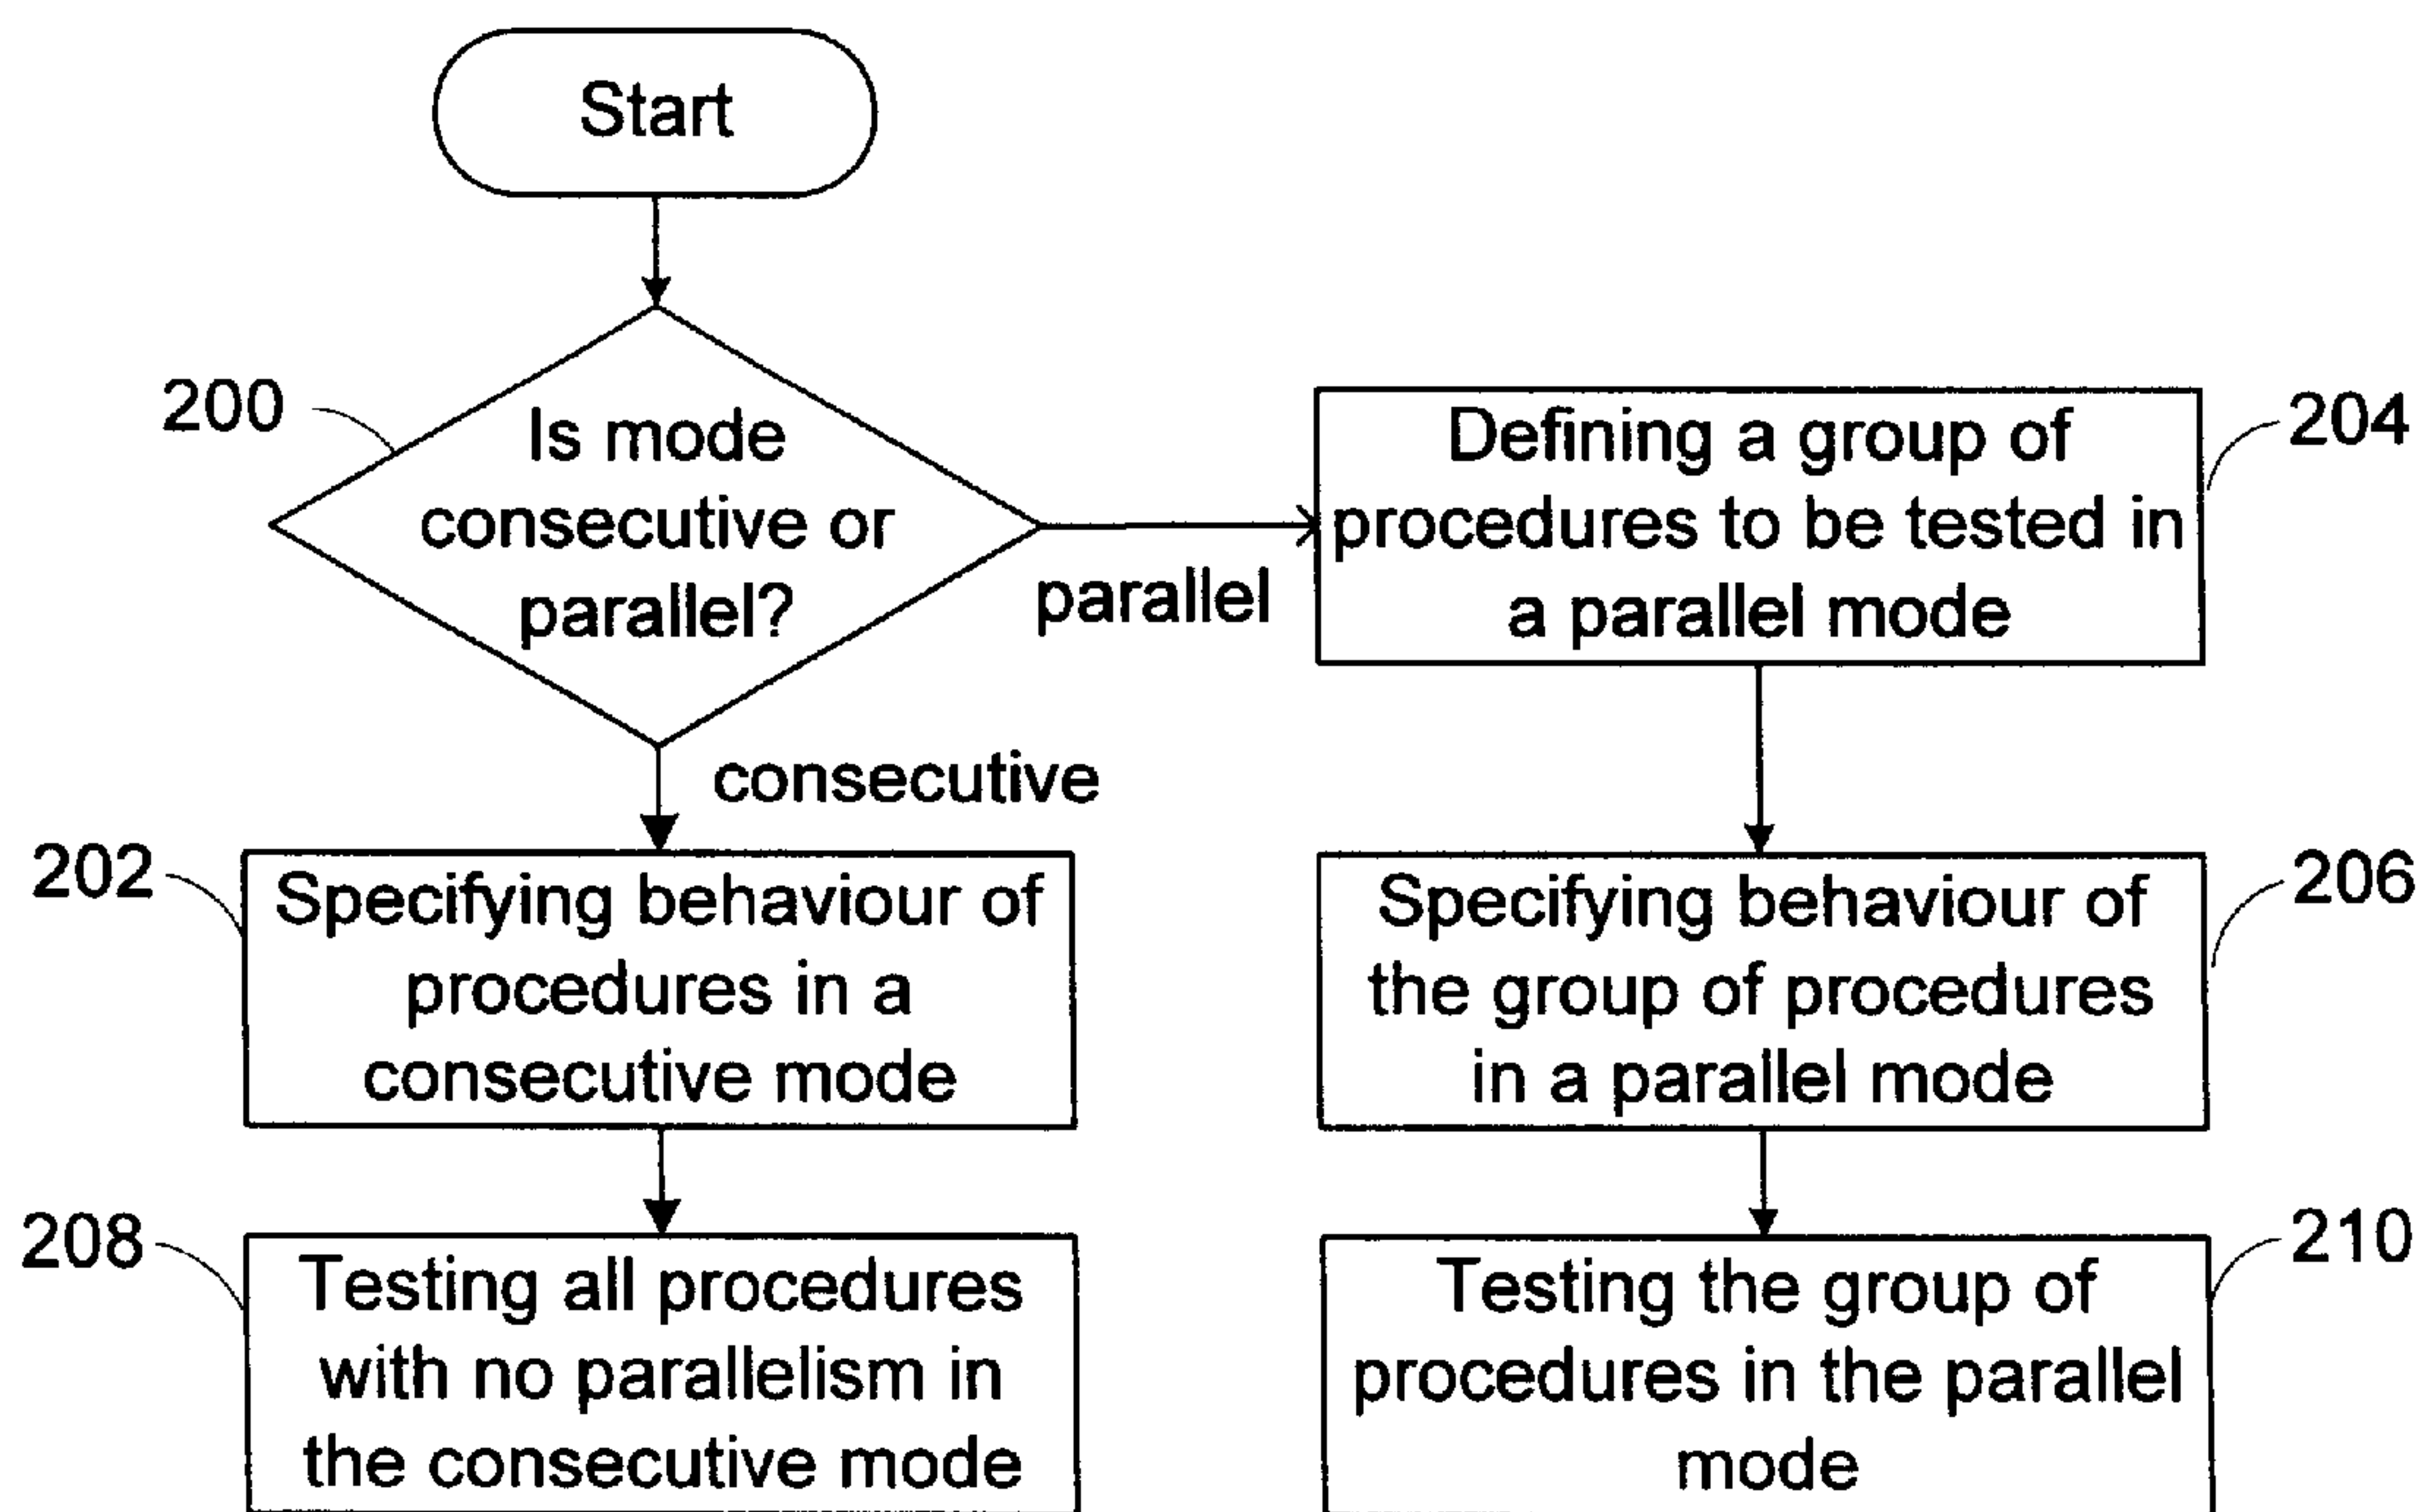 Start
200
Is mode
consecutive or
parallel?
parallel
204
Defining a group of
procedures to be tested in
a parallel mode
consecutive
202
Specifying behaviour of
procedures in a
consecutive mode
206
Specifying behaviour of
the group of procedures
in a parallel mode
208
Testing all procedures
with no parallelism in
the consecutive mode
210
Testing the group of
procedures in the parallel
mode